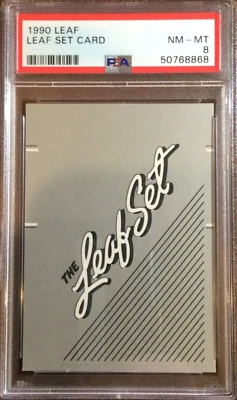 1990 LEAF
LEAF SET CARD
PSA
NM-MT
8
50768868
THE
Leaf Set